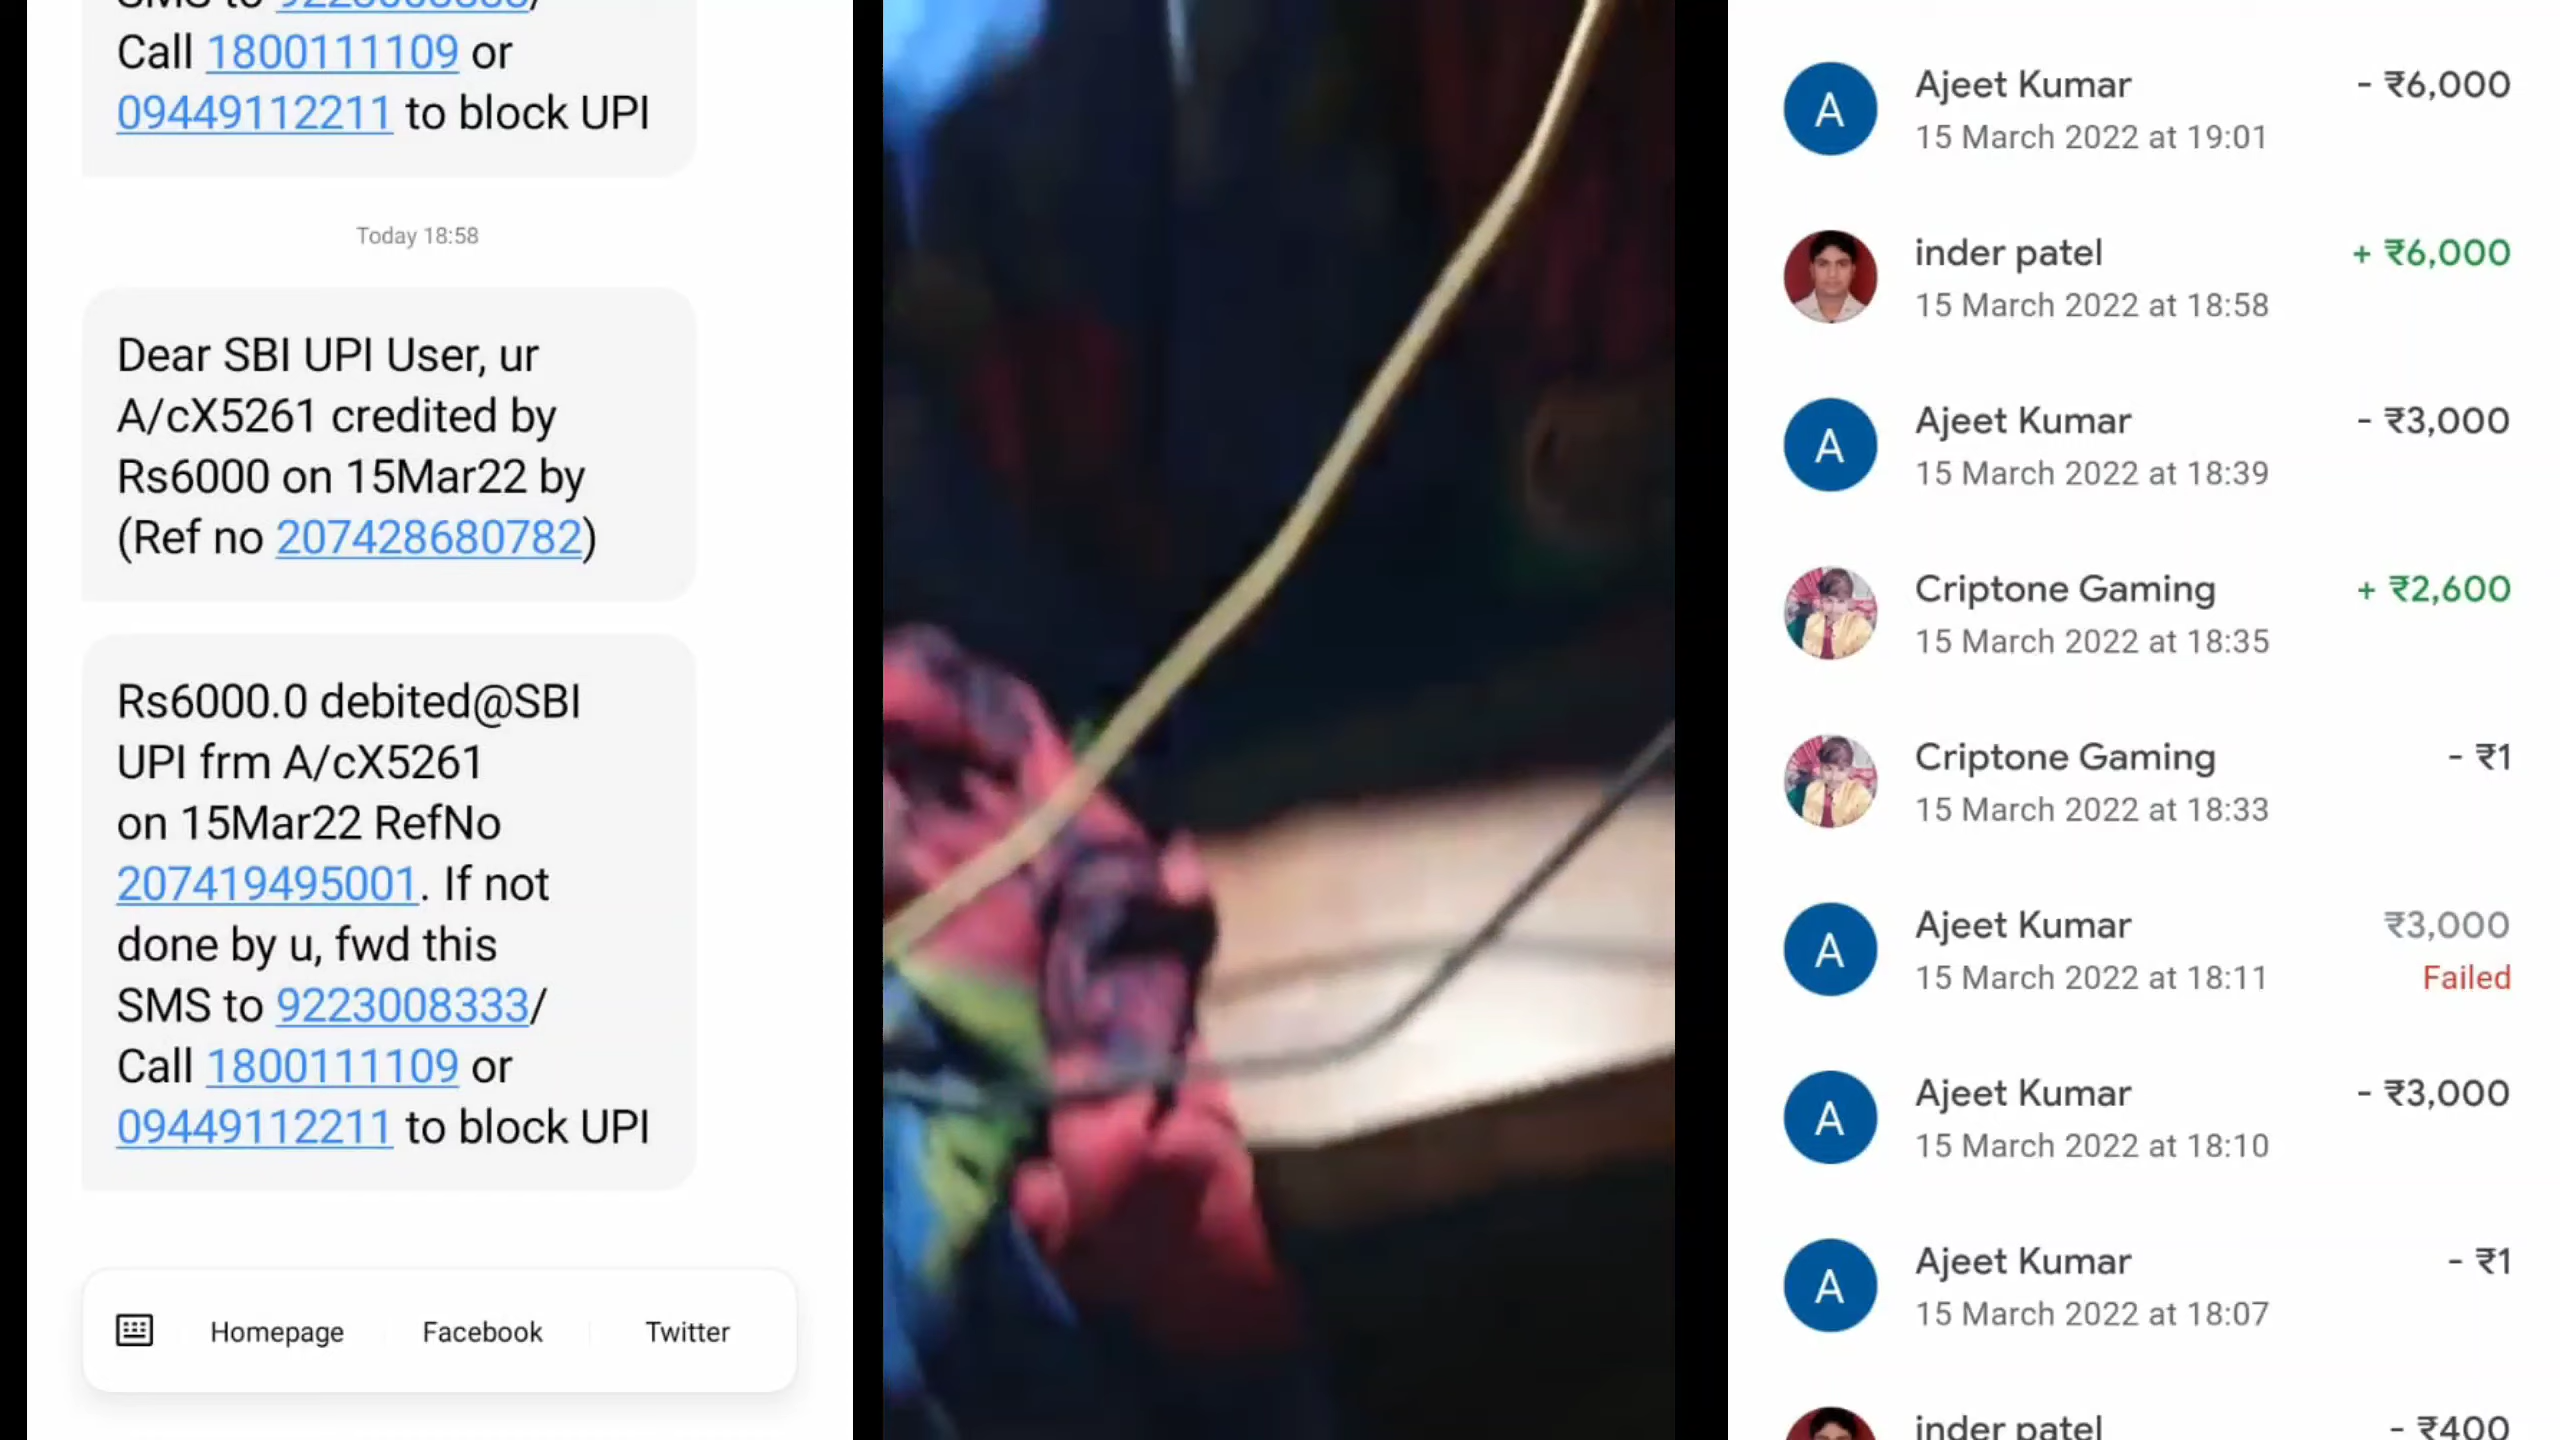 SMS to 9223008333/
Call 1800111109 or
09449112211 to block UPI
Today 18:58
Dear SBI UPI User, ur
A/cX5261 credited by
Rs6000 on 15Mar22 by
(Ref no 207428680782)
Rs6000.0 debited@SBI
UPI frm A/cX5261
on 15Mar22 RefNo
207419495001. If not
done by u, fwd this
SMS to 9223008333/
Call 1800111109 or
09449112211 to block UPI
Homepage Facebook Twitter
A Ajeet Kumar - ₹6,000
15 March 2022 at 19:01
inder patel + ₹6,000
15 March 2022 at 18:58
A Ajeet Kumar - ₹3,000
15 March 2022 at 18:39
Criptone Gaming + ₹2,600
15 March 2022 at 18:35
Criptone Gaming - ₹1
15 March 2022 at 18:33
A Ajeet Kumar ₹3,000
15 March 2022 at 18:11 Failed
A Ajeet Kumar - ₹3,000
15 March 2022 at 18:10
A Ajeet Kumar - ₹1
15 March 2022 at 18:07
inder patel - ₹400